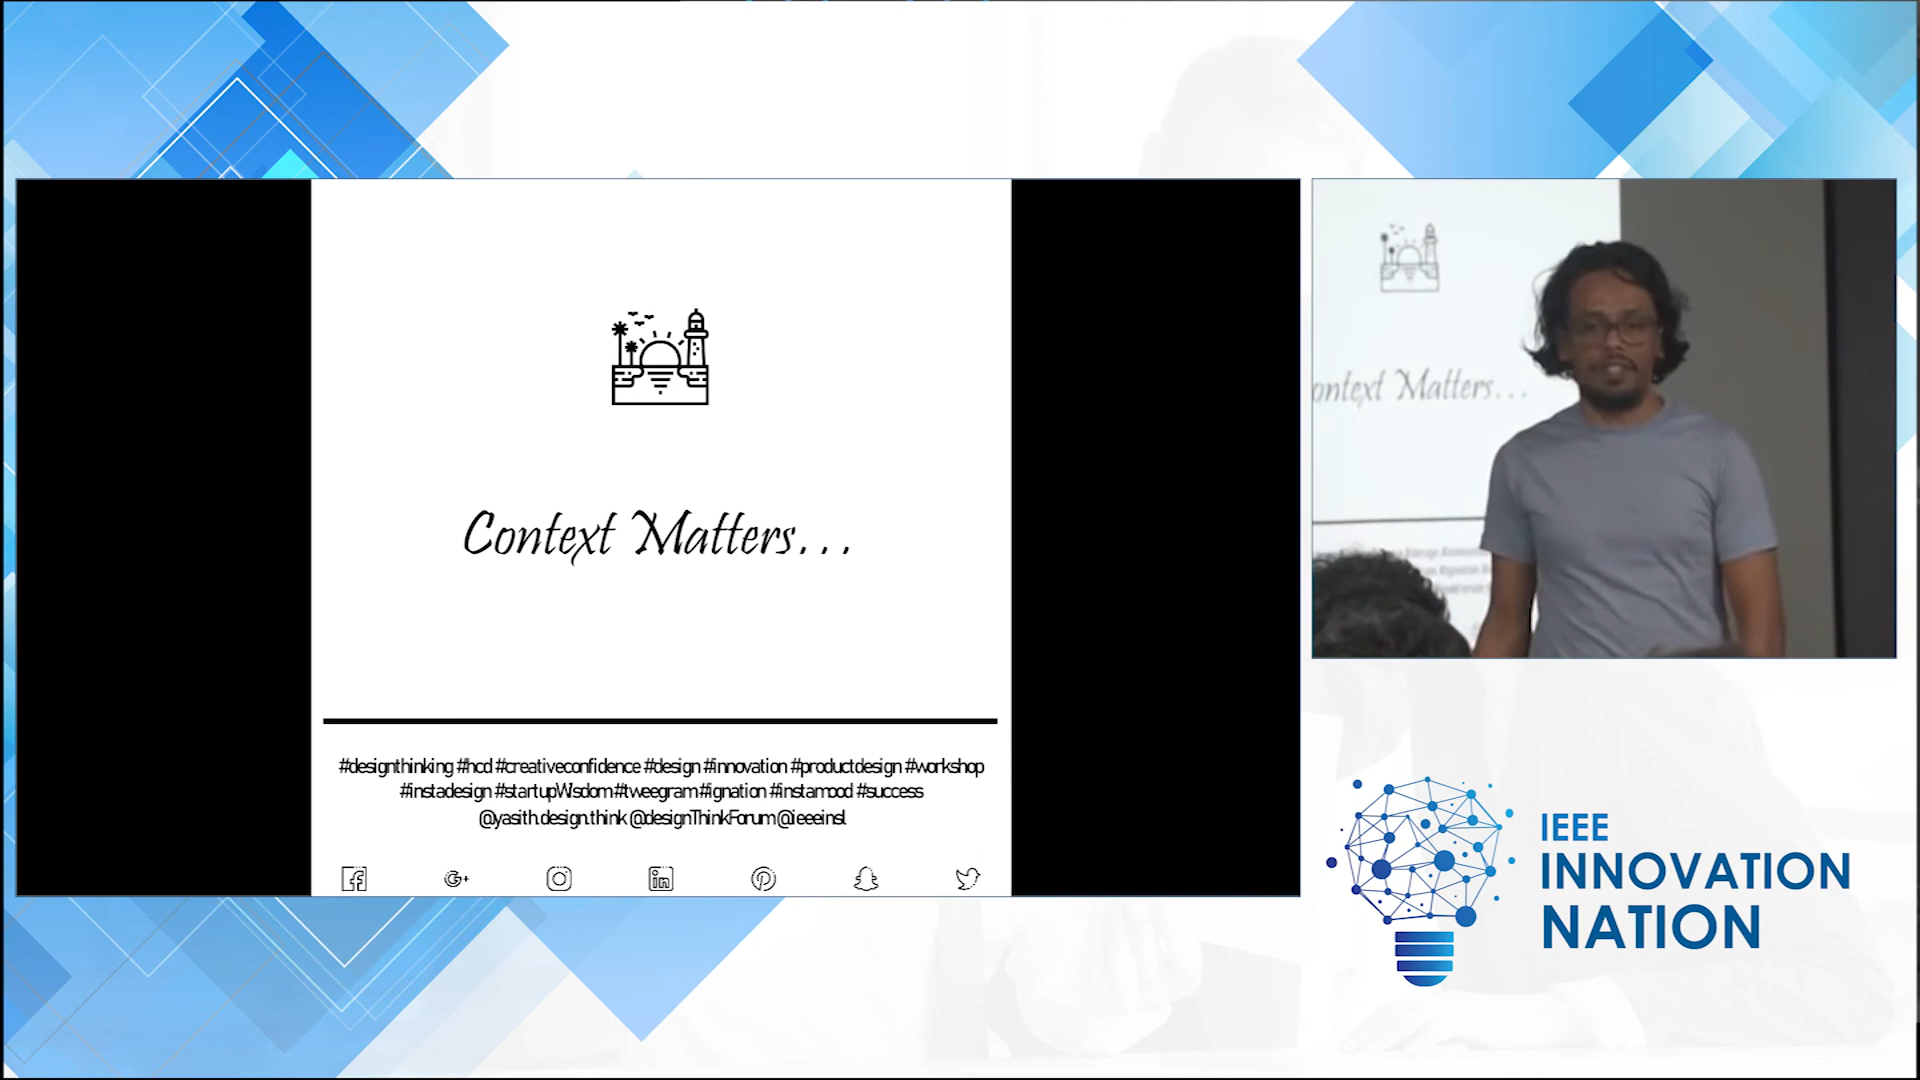 Context Matters...
#designthinking #hcd #creativeconfidence #design #innovation #productdesign #workshop
#instadesign #startupWisdom #tweegram #ignation #instamood #success
@yasith.design.think @designThinkForum @ieeeinsl
G+
in
ontext Matters...
IEEE
INNOVATION
NATION